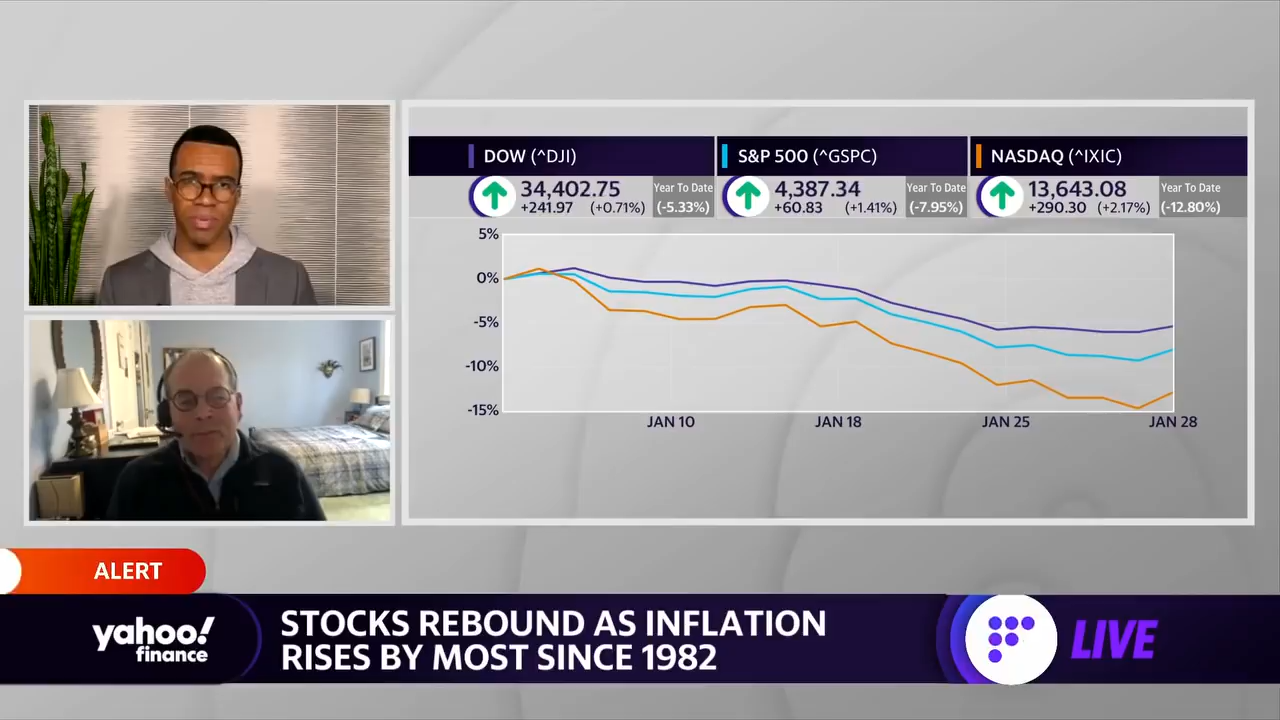 DOW (^DJI)
34,402.75
+241.97 (+0.71%)
Year To Date
(-5.33%)
S&P 500 (^GSPC)
4,387.34
+60.83 (+1.41%)
Year To Date
(-7.95%)
NASDAQ (^IXIC)
13,643.08
+290.30 (+2.17%)
Year To Date
(-12.80%)
5%
0%
-5%
-10%
-15%
JAN 10 JAN 18 JAN 25 JAN 28
ALERT
yahoo!
finance
STOCKS REBOUND AS INFLATION
RISES BY MOST SINCE 1982
LIVE